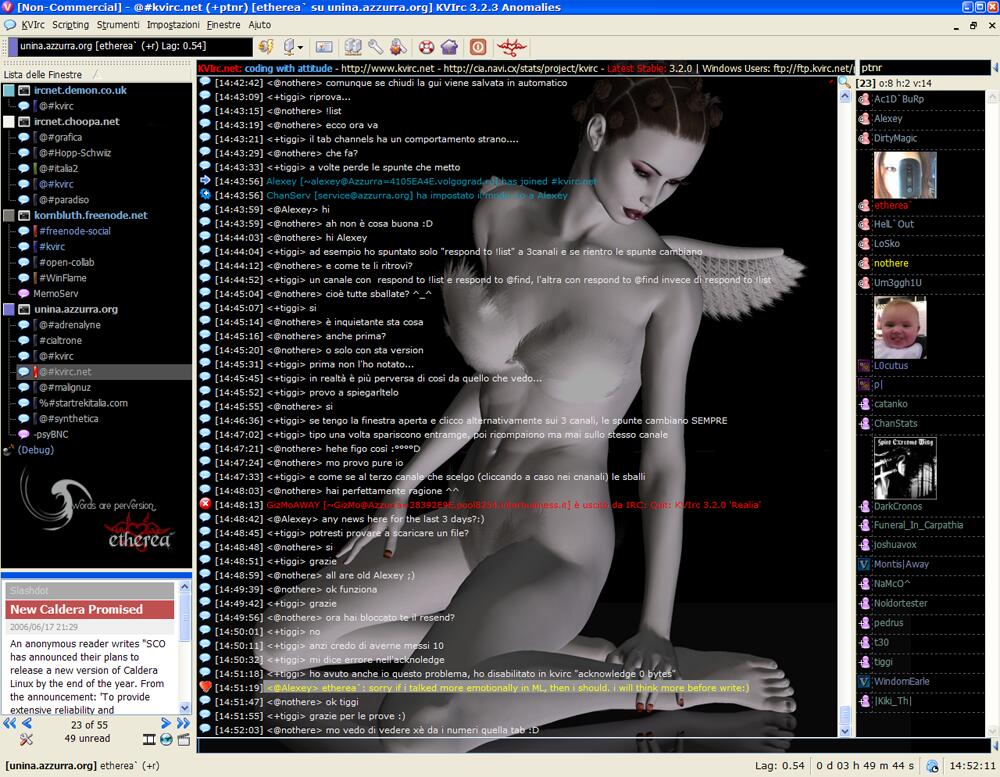 [Non-Commercial] - @#kvirc.net (+ptnr) [etherea` su unina.azzurra.org] KVIrc 3.2.3 Anomalies
KVIrc Scripting Strumenti Impostazioni Finestre Aiuto
unina.azzurra.org [etherea` (+r) Lag: 0.54]
Lista delle Finestre
ircnet.demon.co.uk
@#kvirc
ircnet.choopa.net
@#grafica
@#Hopp-Schwiiz
@#italia2
@#kvirc
@#paradiso
kornbluth.freenode.net
#freenode-social
#kvirc
#open-collab
#WinFlame
MemoServ
unina.azzurra.org
@#adrenalyne
#cialtrone
@#kvirc
@#kvirc.net
@#malignuz
%#startrekitalia.com
@#synthetica
-psyBNC
(Debug)
words are perversion.
etherea
Slashdot
New Caldera Promised
2006/06/17 21:29
An anonymous reader writes "SCO
has announced their plans to
release a new version of Caldera
Linux by the end of the year. From
the announcement: 'To provide
extensive reliability and
23 of 55
49 unread
KVIrc.net: coding with attitude - http://www.kvirc.net - http://cia.navi.cx/stats/project/kvirc - Latest Stable: 3.2.0 | Windows Users: ftp://ftp.kvirc.net/
[14:42:42] <@nothere> comunque se chiudi la gui viene salvata in automatico
[14:43:09] <+tiggi> riprova...
[14:43:15] <@nothere> !list
[14:43:19] <@nothere> ecco ora va
[14:43:21] <+tiggi> il tab channels ha un comportamento strano....
[14:43:29] <@nothere> che fa?
[14:43:33] <+tiggi> a volte perde le spunte che metto
[14:43:56] Alexey [~alexey@Azzurra=4105EA4E.volgograd.ru] has joined #kvirc.net
[14:43:56] ChanServ [service@azzurra.org] ha impostato il modo +o a Alexey
[14:43:59] <@Alexey> hi
[14:43:59] <@nothere> ah non è cosa buona :D
[14:44:03] <@nothere> hi Alexey
[14:44:04] <+tiggi> ad esempio ho spuntato solo "respond to !list" a 3canali e se rientro le spunte cambiano
[14:44:12] <@nothere> e come te li ritrovi?
[14:44:52] <+tiggi> un canale con respond to !list e respond to @find, l'altra con respond to @find invece di respond to !list
[14:45:04] <@nothere> cioè tutte sballate? ^_^
[14:45:07] <+tiggi> si
[14:45:14] <@nothere> è inquietante sta cosa
[14:45:16] <@nothere> anche prima?
[14:45:20] <@nothere> o solo con sta version
[14:45:31] <+tiggi> prima non l'ho notato...
[14:45:45] <+tiggi> in realtà è più perversa di così da quello che vedo...
[14:45:52] <+tiggi> provo a spiegartelo
[14:45:55] <@nothere> si
[14:46:36] <+tiggi> se tengo la finestra aperta e clicco alternativamente sui 3 canali, le spunte cambiano SEMPRE
[14:47:02] <+tiggi> tipo una volta spariscono entramge, poi ricompaiono ma mai sullo stesso canale
[14:47:21] <@nothere> hehe figo così :°°°°D
[14:47:24] <@nothere> mo provo pure io
[14:47:33] <+tiggi> e come se al terzo canale che scelgo (cliccando a caso nei cnanali) le sballi
[14:48:03] <@nothere> hai perfettamente ragione ^^
[14:48:13] è uscito da IRC: Quit: KVIrc 3.2.0 'Realia'
[14:48:42] <@Alexey> any news here for the last 3 days?:)
[14:48:45] <+tiggi> potresti provare a scaricare un file?
[14:48:48] <@nothere> si
[14:48:51] <+tiggi> grazie
[14:48:59] <@nothere> all are old Alexey ;)
[14:49:39] <@nothere> ok funziona
[14:49:42] <+tiggi> grazie
[14:49:56] <@nothere> ora hai bloccato te il resend?
[14:50:01] <+tiggi> no
[14:50:11] <+tiggi> anzi credo di averne messi 10
[14:50:32] <+tiggi> mi dice errore nell'acknoledge
[14:51:18] <+tiggi> ho avuto anche io questo problema, ho disabilitato in kvirc "acknowledge 0 bytes"
[14:51:19] <@Alexey> etherea`: sorry if i talked more emotionally in ML, then i should. i will think more before write:)
[14:51:47] <@nothere> ok tiggi
[14:51:55] <+tiggi> grazie per le prove :)
[14:52:03] <@nothere> mo vedo di vedere xè da i numeri quella tab :D
ptnr
[23] o:8 h:2 v:14
Ac1D`BuRp
Alexey
DirtyMagic
etherea`
HelL`Out
LoSko
nothere
Um3ggh1U
L0cutus
p|
catanko
ChanStats
DarkCronos
Funeral_In_Carpathia
joshuavox
Montis|Away
NaMcO^
Noldortester
pedrus
t30
tiggi
WindomEarle
|Kiki_Th|
[unina.azzurra.org] etherea` (+r)
Lag: 0.54 0 d 03 h 49 m 44 s 14:52:11